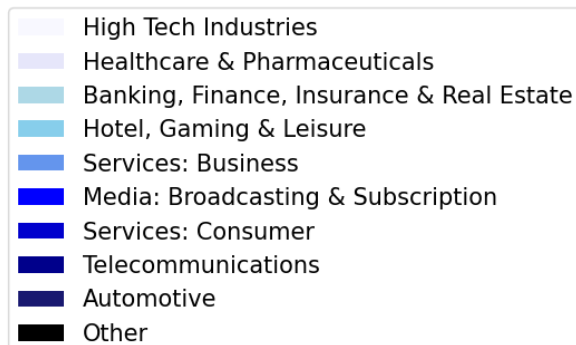 High Tech Industries
Healthcare & Pharmaceuticals
Banking, Finance, Insurance & Real Estate
Hotel, Gaming & Leisure
Services: Business
Media: Broadcasting & Subscription
Services: Consumer
Telecommunications
Automotive
Other